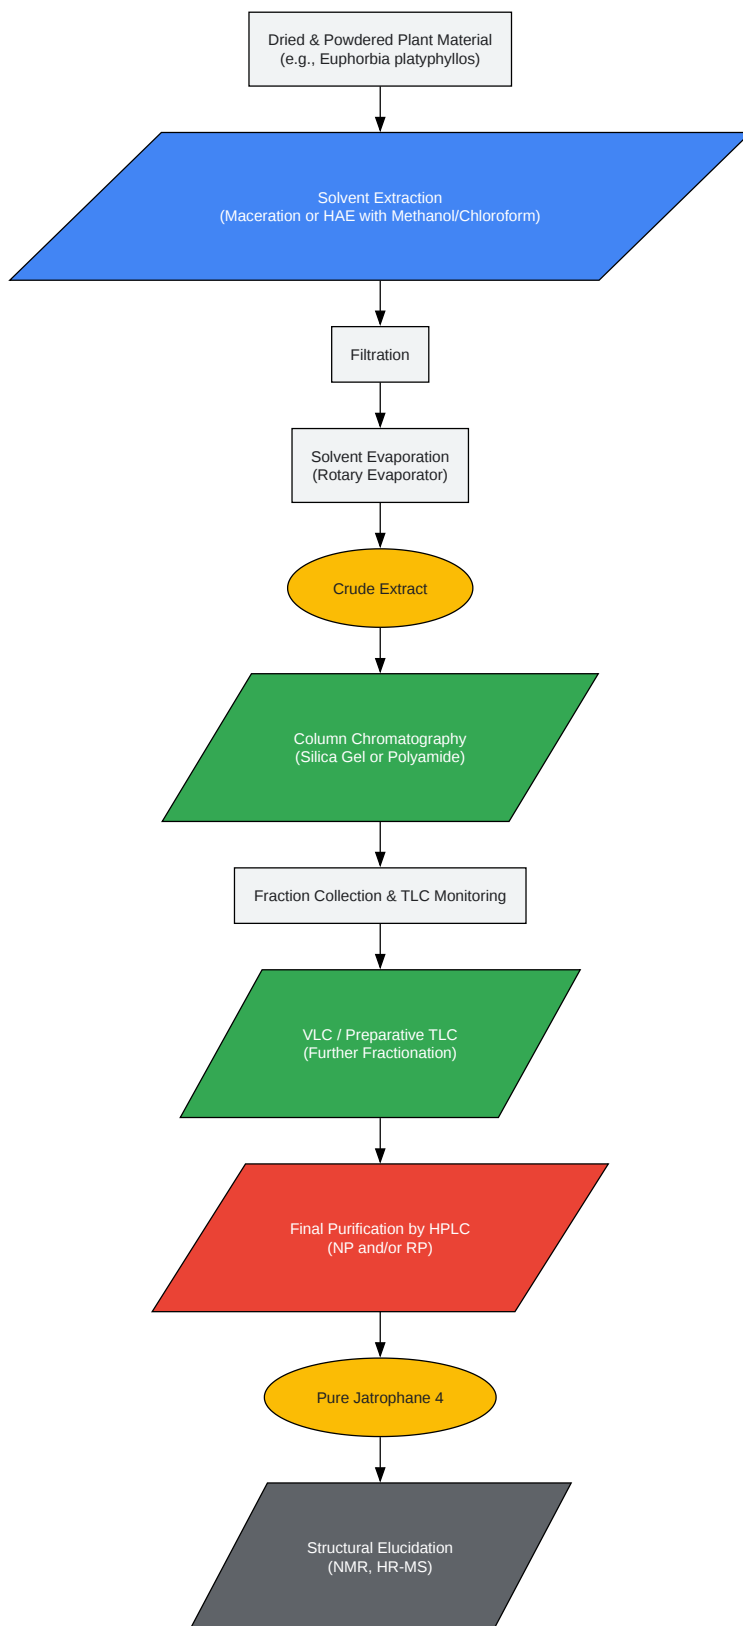 Dried & Powdered Plant Material
(e.g., Euphorbia platyphyllos)
Solvent Extraction
(Maceration or HAE with Methanol/Chloroform)
Filtration
Solvent Evaporation
(Rotary Evaporator)
Crude Extract
Column Chromatography
(Silica Gel or Polyamide)
Fraction Collection & TLC Monitoring
VLC / Preparative TLC
(Further Fractionation)
Final Purification by HPLC
(NP and/or RP)
Pure Jatrophane 4
Structural Elucidation
(NMR, HR-MS)